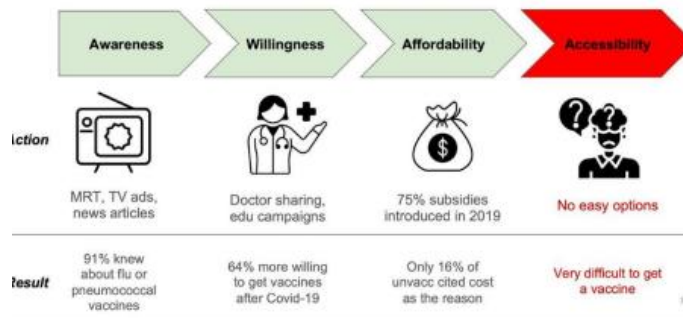 Awareness
Willingness
Affordability
Accessibility
ction
MRT, TV ads,
news articles
Doctor sharing,
edu campaigns
75% subsidies
introduced in 2019
No easy options
Result
91% knew
about flu or
pneumococcal
vaccines
64% more willing
to get vaccines
after Covid-19
Only 16% of
unvacc cited cost
as the reason
Very difficult to get
a vaccine